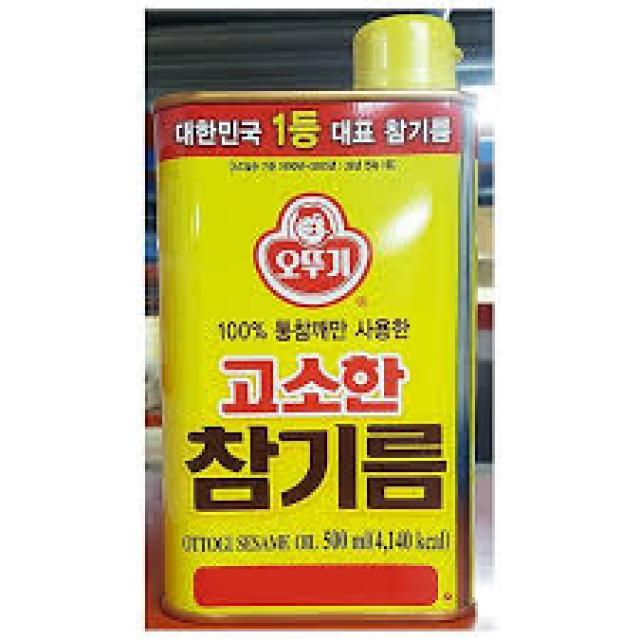 대한민국 1등 대표 참기름
오뚜기
100% 통참깨만 사용한
고소한
참기름
OTTOGI SESAME OIL 500 ml(4,140 kcal)